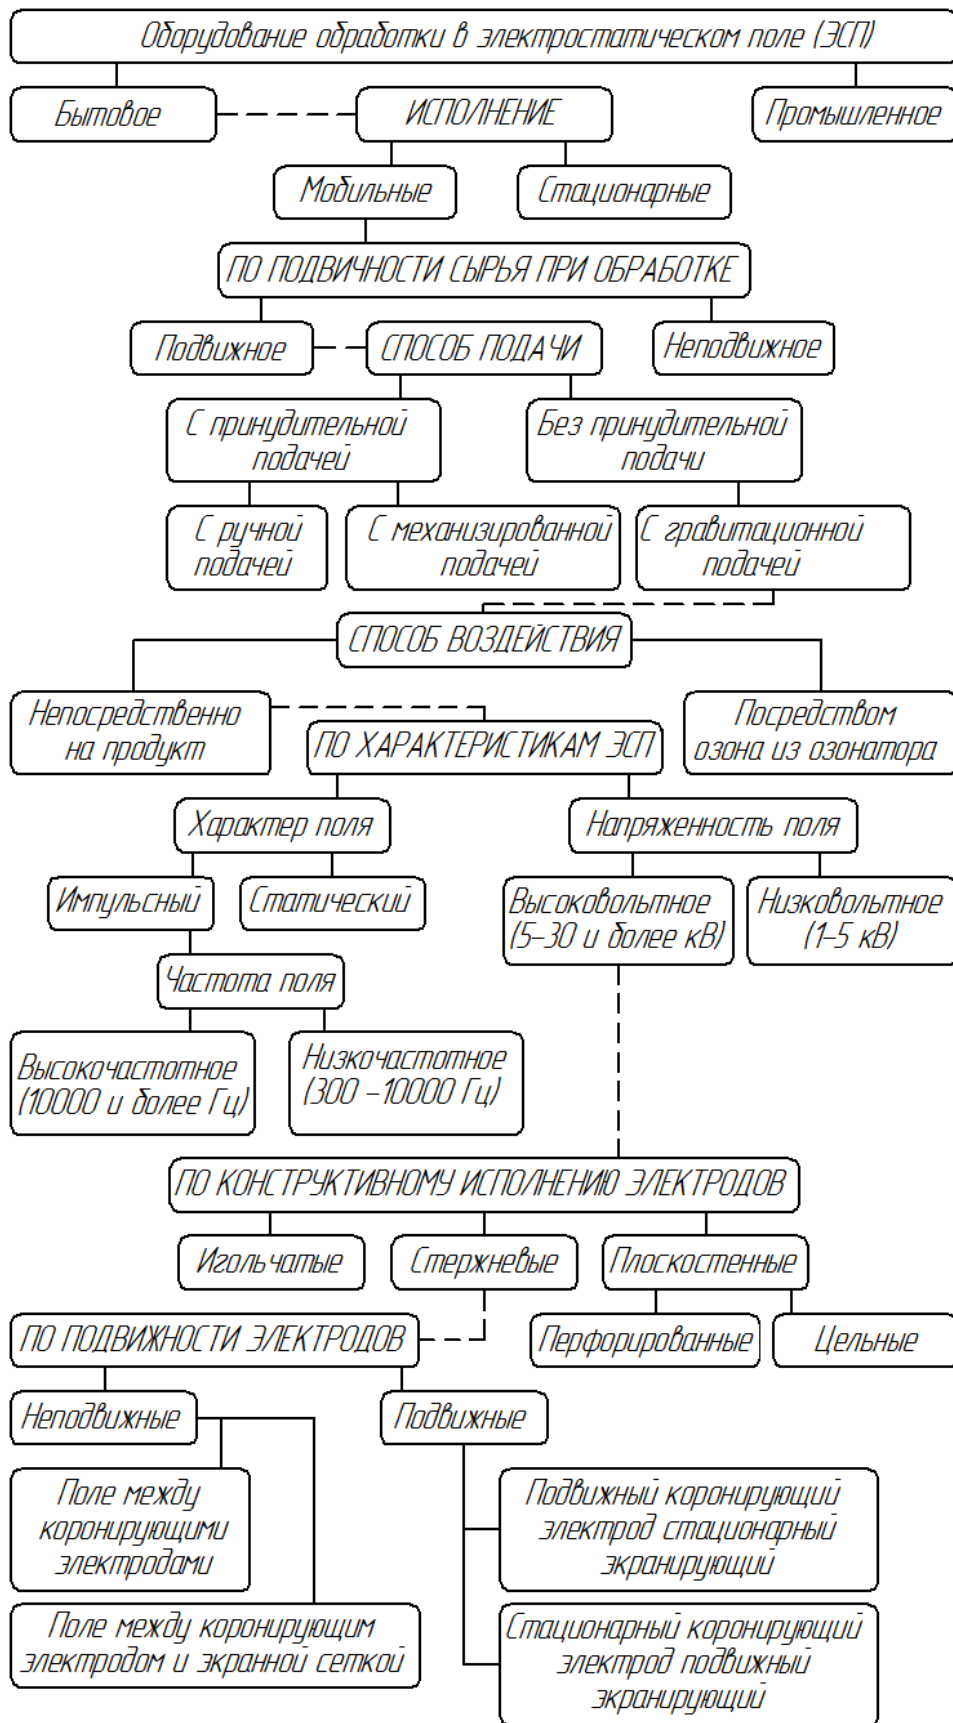 Оборудование обработки в электростатическом поле (ЭСП)
Бытовое
ИСПОЛНЕНИЕ
Промышленное
Мобильные
Стационарные
ПО ПОДВИЧНОСТИ СЫРЬЯ ПРИ ОБРАБОТКЕ
Подвижное
СПОСОБ ПОДАЧИ
Неподвижное
С принудительной
подачей
Без принудительной
подачи
С ручной
подачей
С механизированной
подачей
С гравитационной
подачей
СПОСОБ ВОЗДЕЙСТВИЯ
Непосредственно
на продукт
ПО ХАРАКТЕРИСТИКАМ ЭСП
Посредством
озона из озонатора
Характер поля
Напряженность поля
Импульсный
Статический
Высоковольтное
(5–30 и более кВ)
Низковольтное
(1–5 кВ)
Частота поля
Высокочастотное
(10000 и более Гц)
Низкочастотное
(300 –10000 Гц)
ПО КОНСТРУКТИВНОМУ ИСПОЛНЕНИЮ ЭЛЕКТРОДОВ
Игольчатые
Стержневые
Плоскостенные
ПО ПОДВИЖНОСТИ ЭЛЕКТРОДОВ
Перфорированные
Цельные
Неподвижные
Подвижные
Поле между
коронирующими
электродами
Подвижный коронирующий
электрод стационарный
экранирующий
Поле между коронирующим
электродом и экранной сеткой
Стационарный коронирующий
электрод подвижный
экранирующий